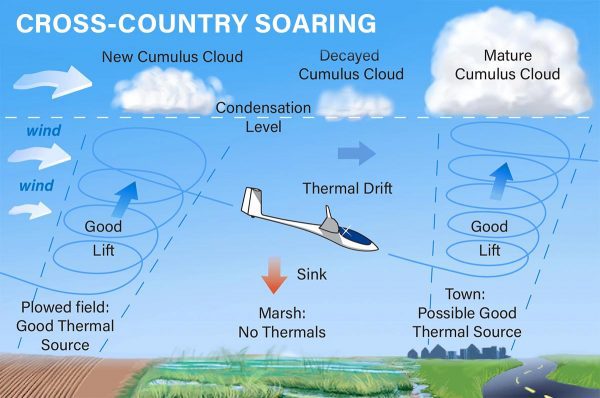 CROSS-COUNTRY SOARING
New Cumulus Cloud
Decayed
Cumulus Cloud
Mature
Cumulus Cloud
Condensation
Level
wind
wind
Thermal Drift
Good
Lift
Good
Lift
Sink
Plowed field:
Good Thermal
Source
Marsh:
No Thermals
Town:
Possible Good
Thermal Source